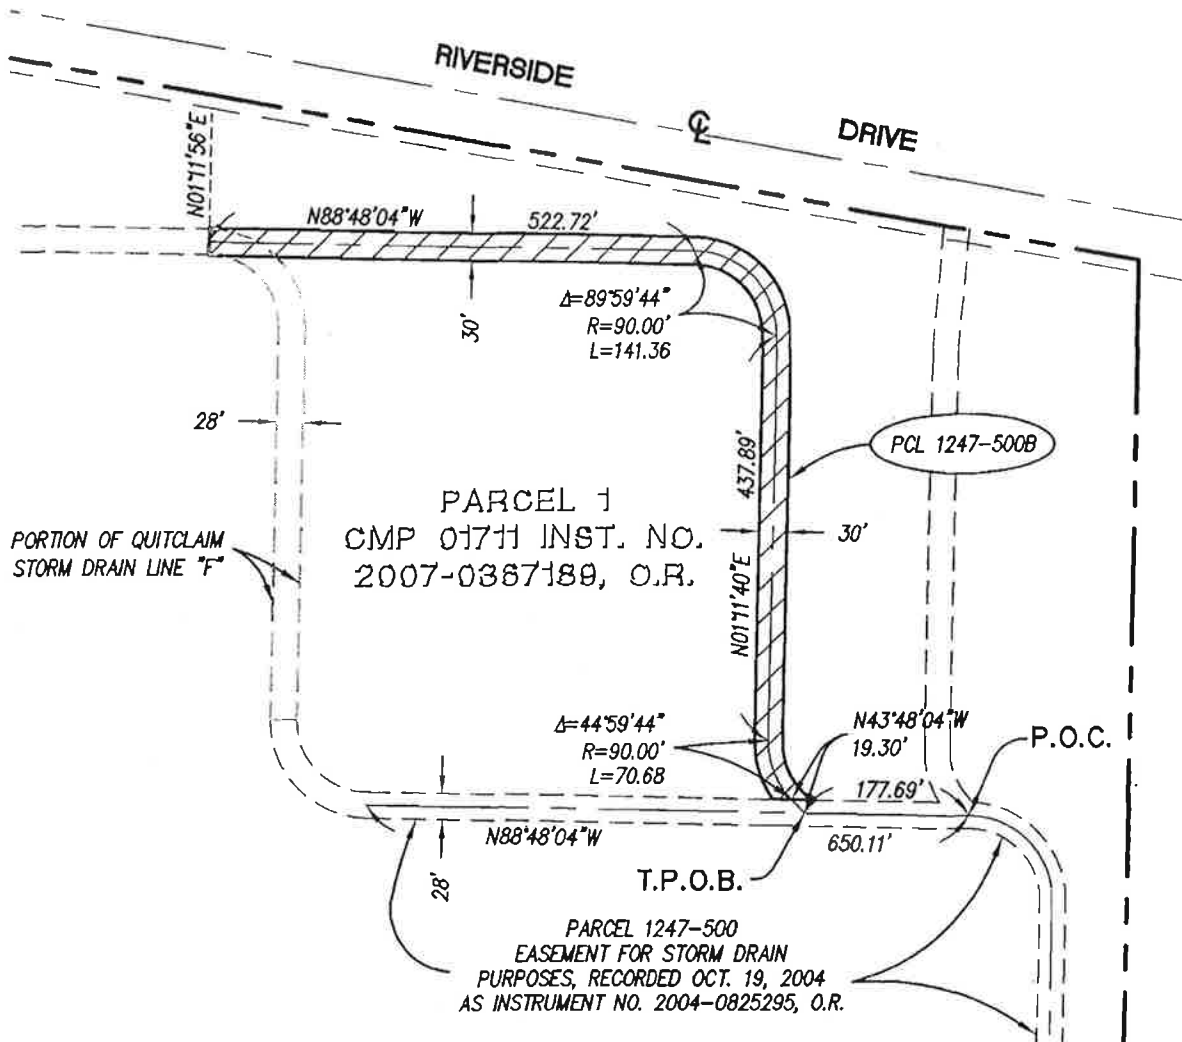 RIVERSIDE
℄
DRIVE
N01°11'56"E
N88°48'04"W
522.72'
30'
Δ=89°59'44"
R=90.00'
L=141.36
28'
437.89'
PCL 1247-500B
PARCEL 1
CMP 01711 INST. NO.
2007-0367189, O.R.
30'
PORTION OF QUITCLAIM
STORM DRAIN LINE "F"
N01°11'40"E
Δ=44°59'44"
R=90.00'
L=70.68
N43°48'04"W
19.30'
P.O.C.
177.69'
N88°48'04"W
650.11'
28'
T.P.O.B.
PARCEL 1247-500
EASEMENT FOR STORM DRAIN
PURPOSES, RECORDED OCT. 19, 2004
AS INSTRUMENT NO. 2004-0825295, O.R.